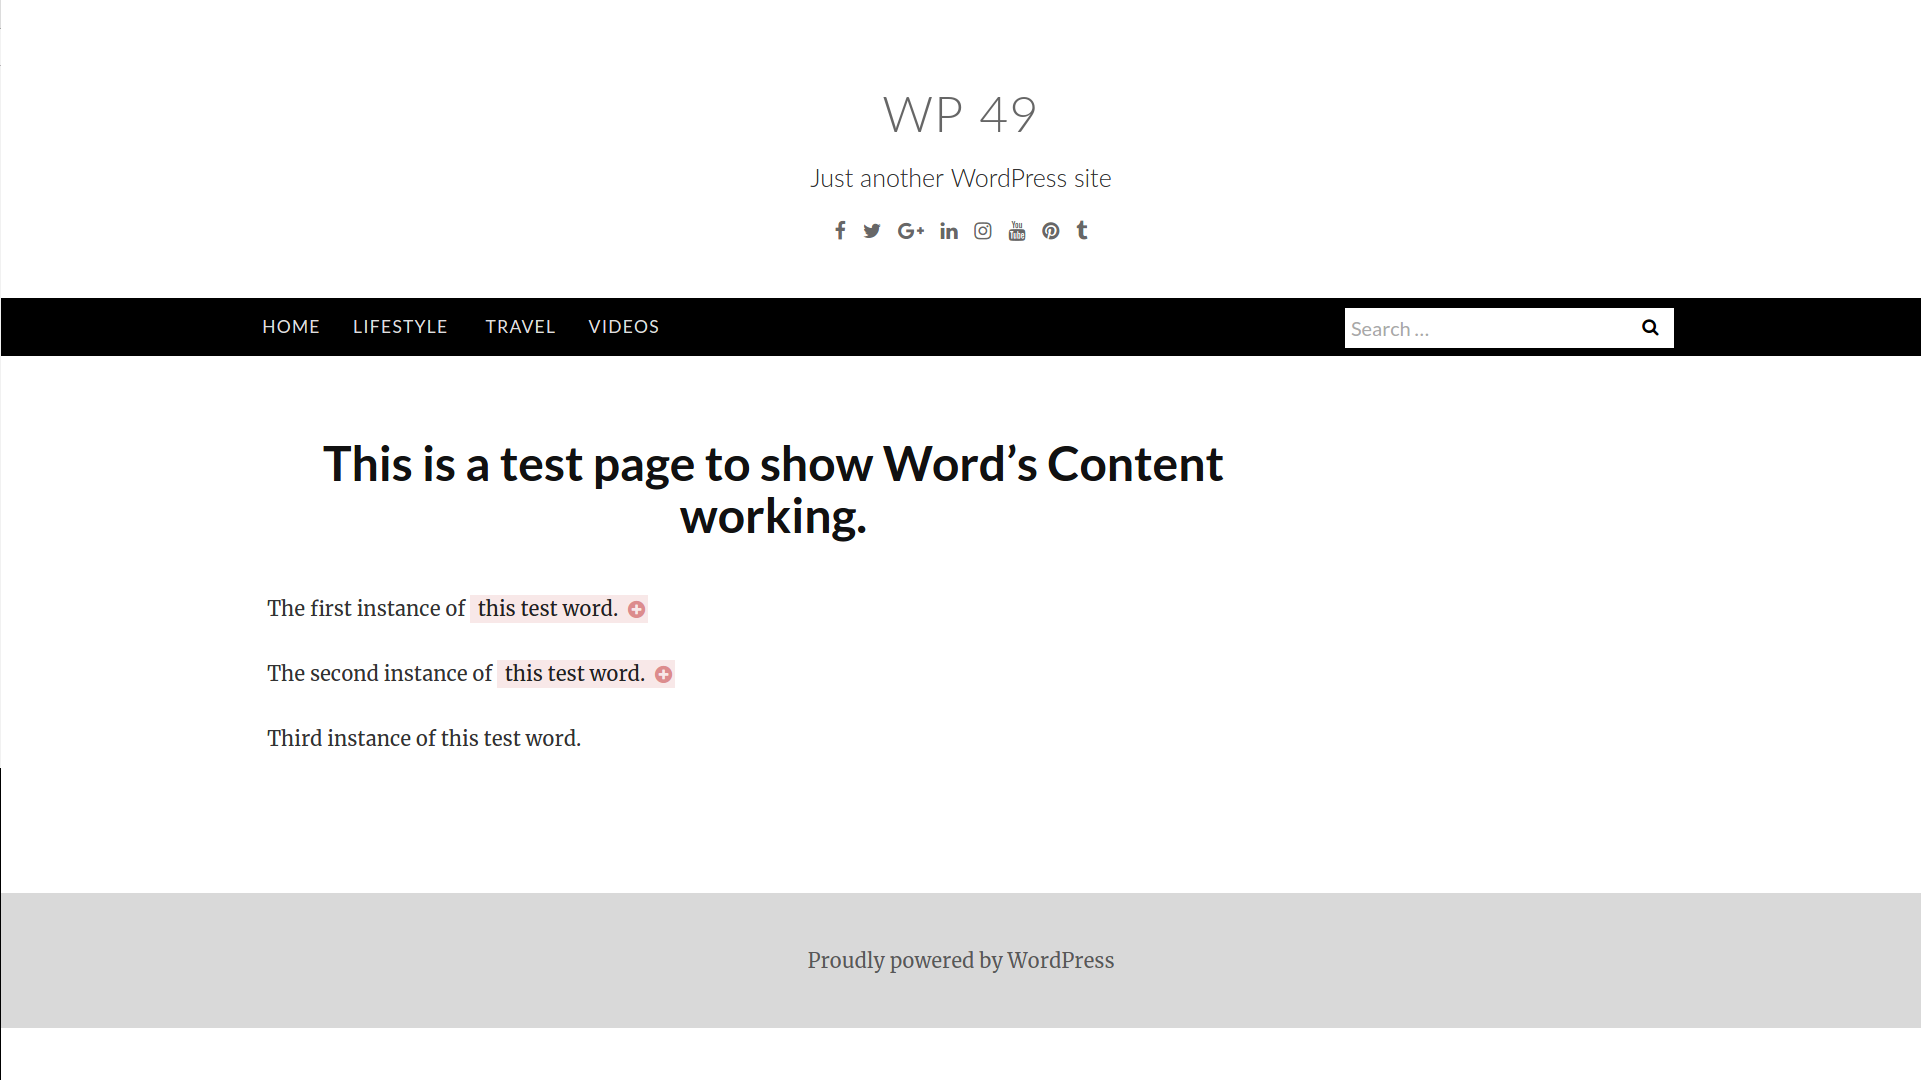 WP 49
Just another WordPress site
HOME LIFESTYLE TRAVEL VIDEOS Search ...
This is a test page to show Word’s Content
working.
The first instance of this test word.
The second instance of this test word.
Third instance of this test word.
Proudly powered by WordPress